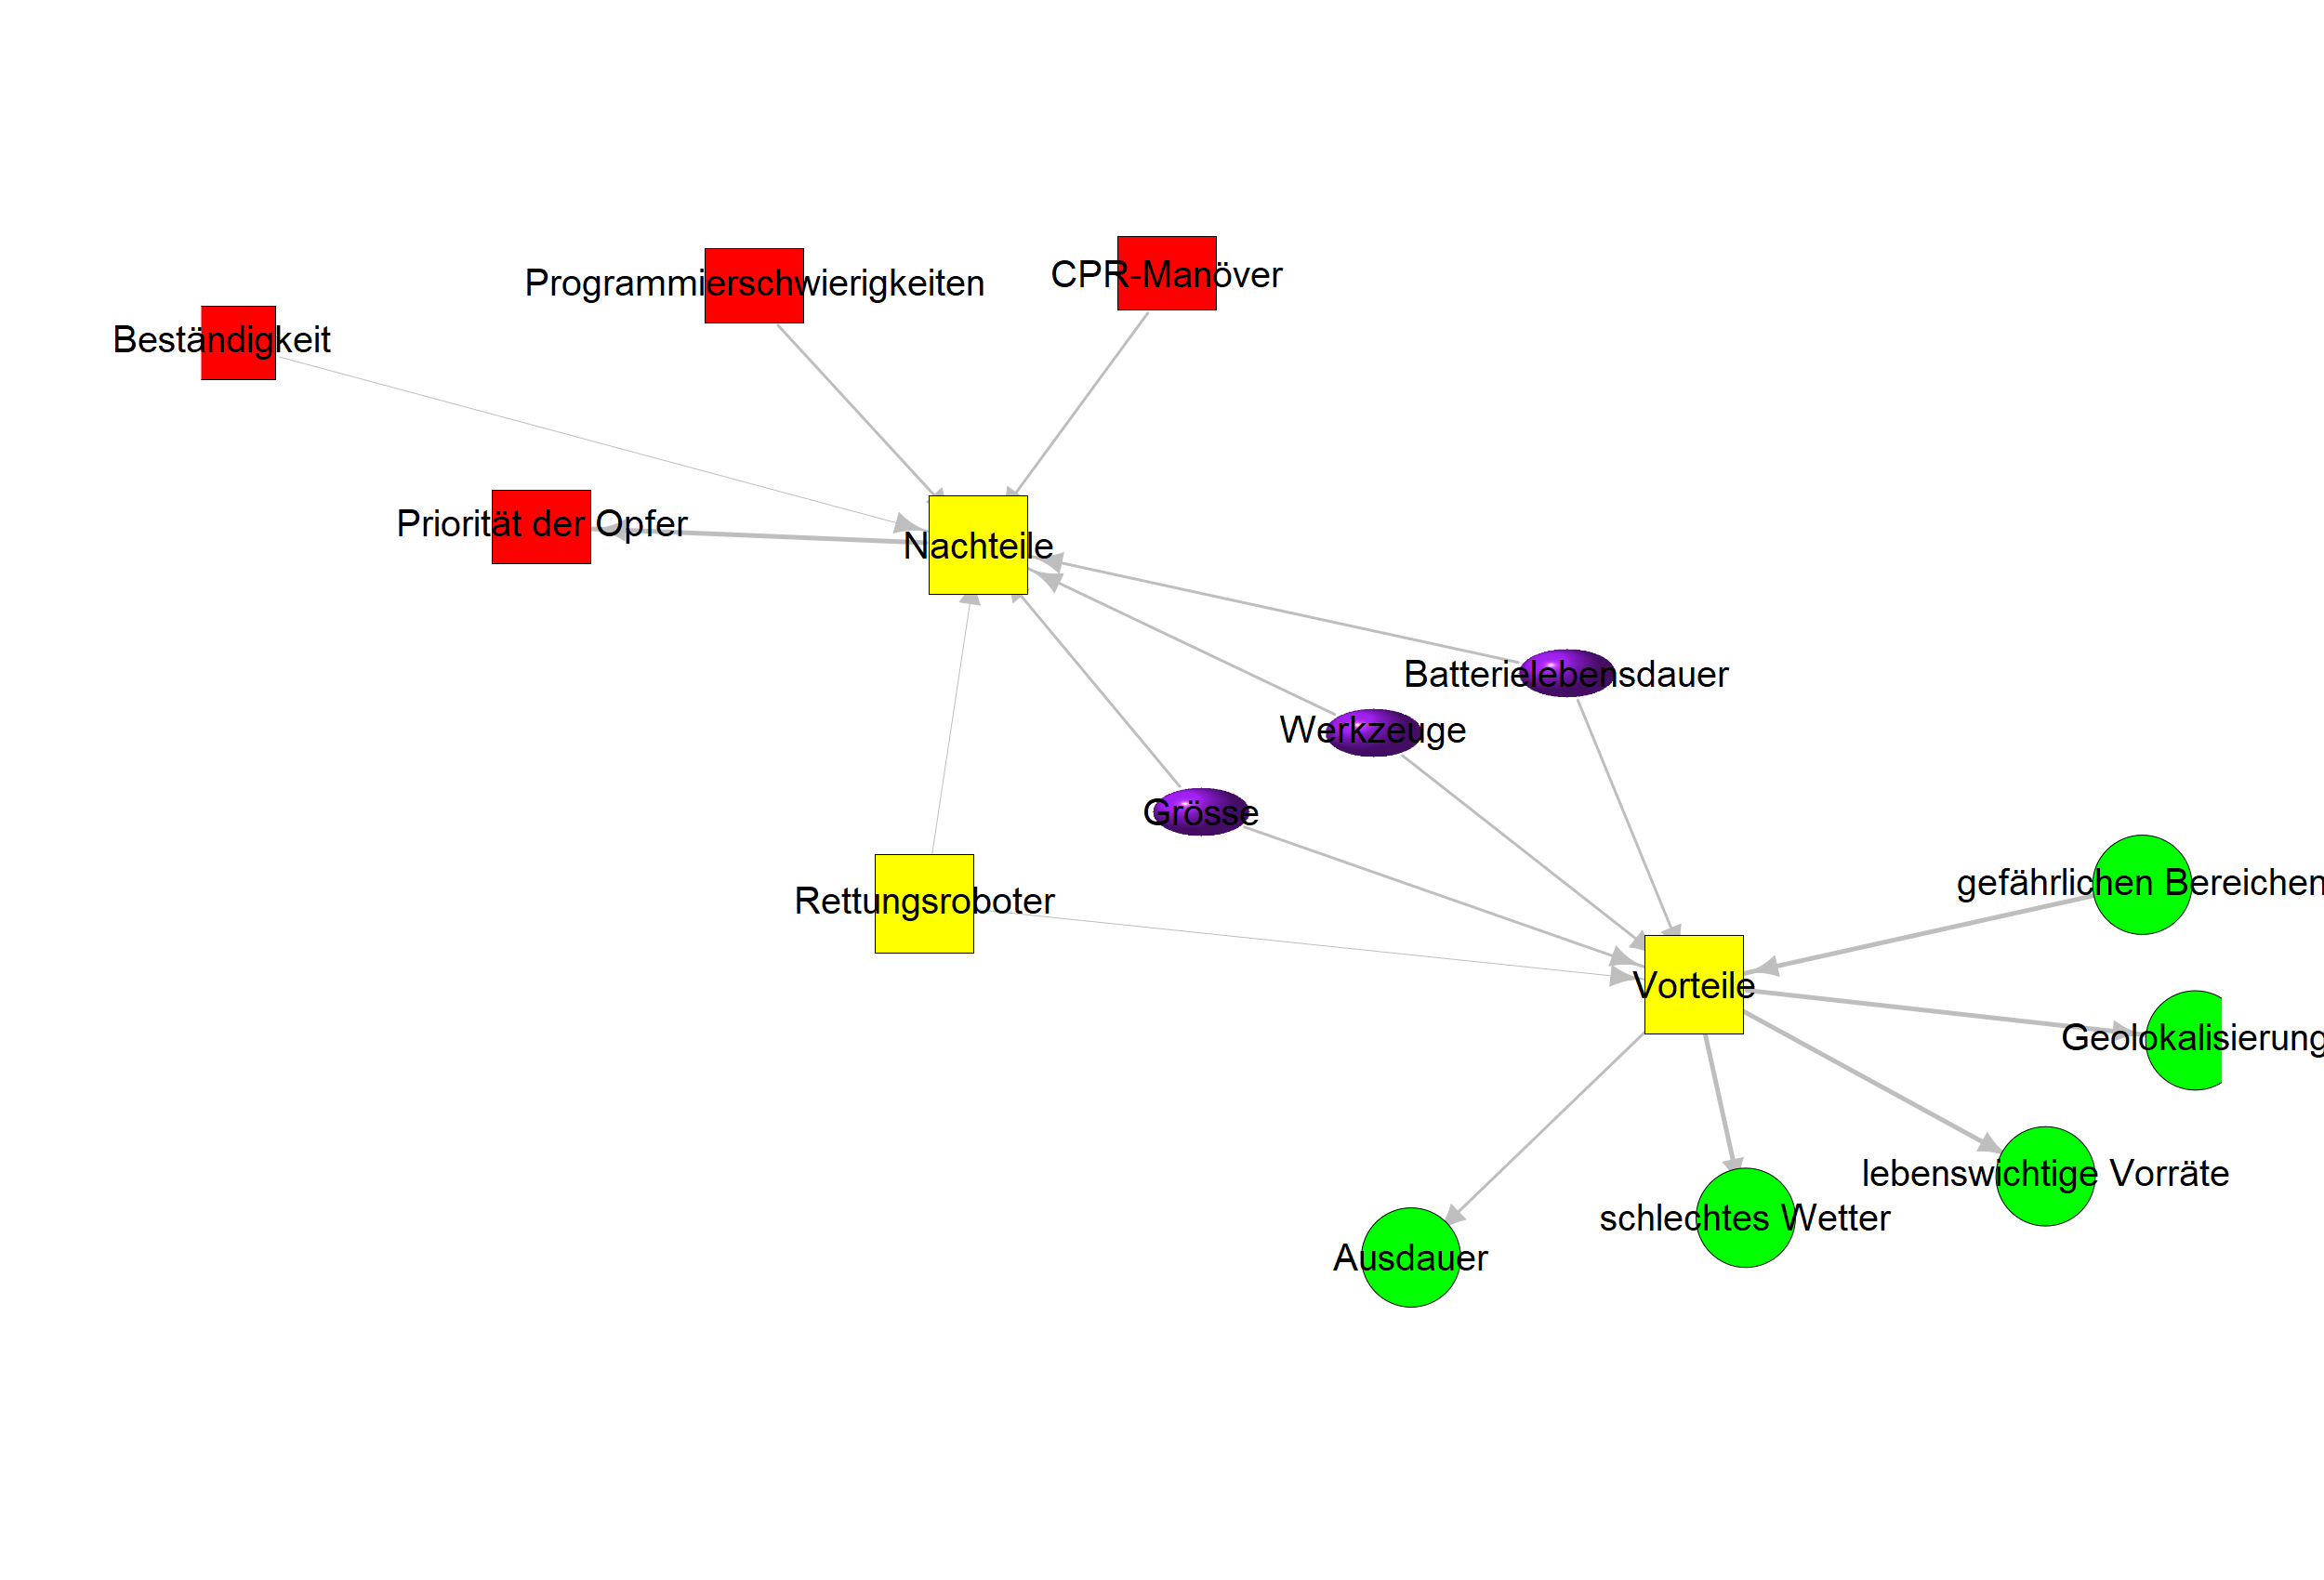 CPR-Manöver
Programmierschwierigkeiten
Beständigkeit
Priorität der Opfer
Nachteile
Batterielebensdauer
Werkzeuge
Grösse
gefährlichen Bereichen
Rettungsroboter
Vorteile
Geolokalisierung
lebenswichtige Vorräte
schlechtes Wetter
Ausdauer